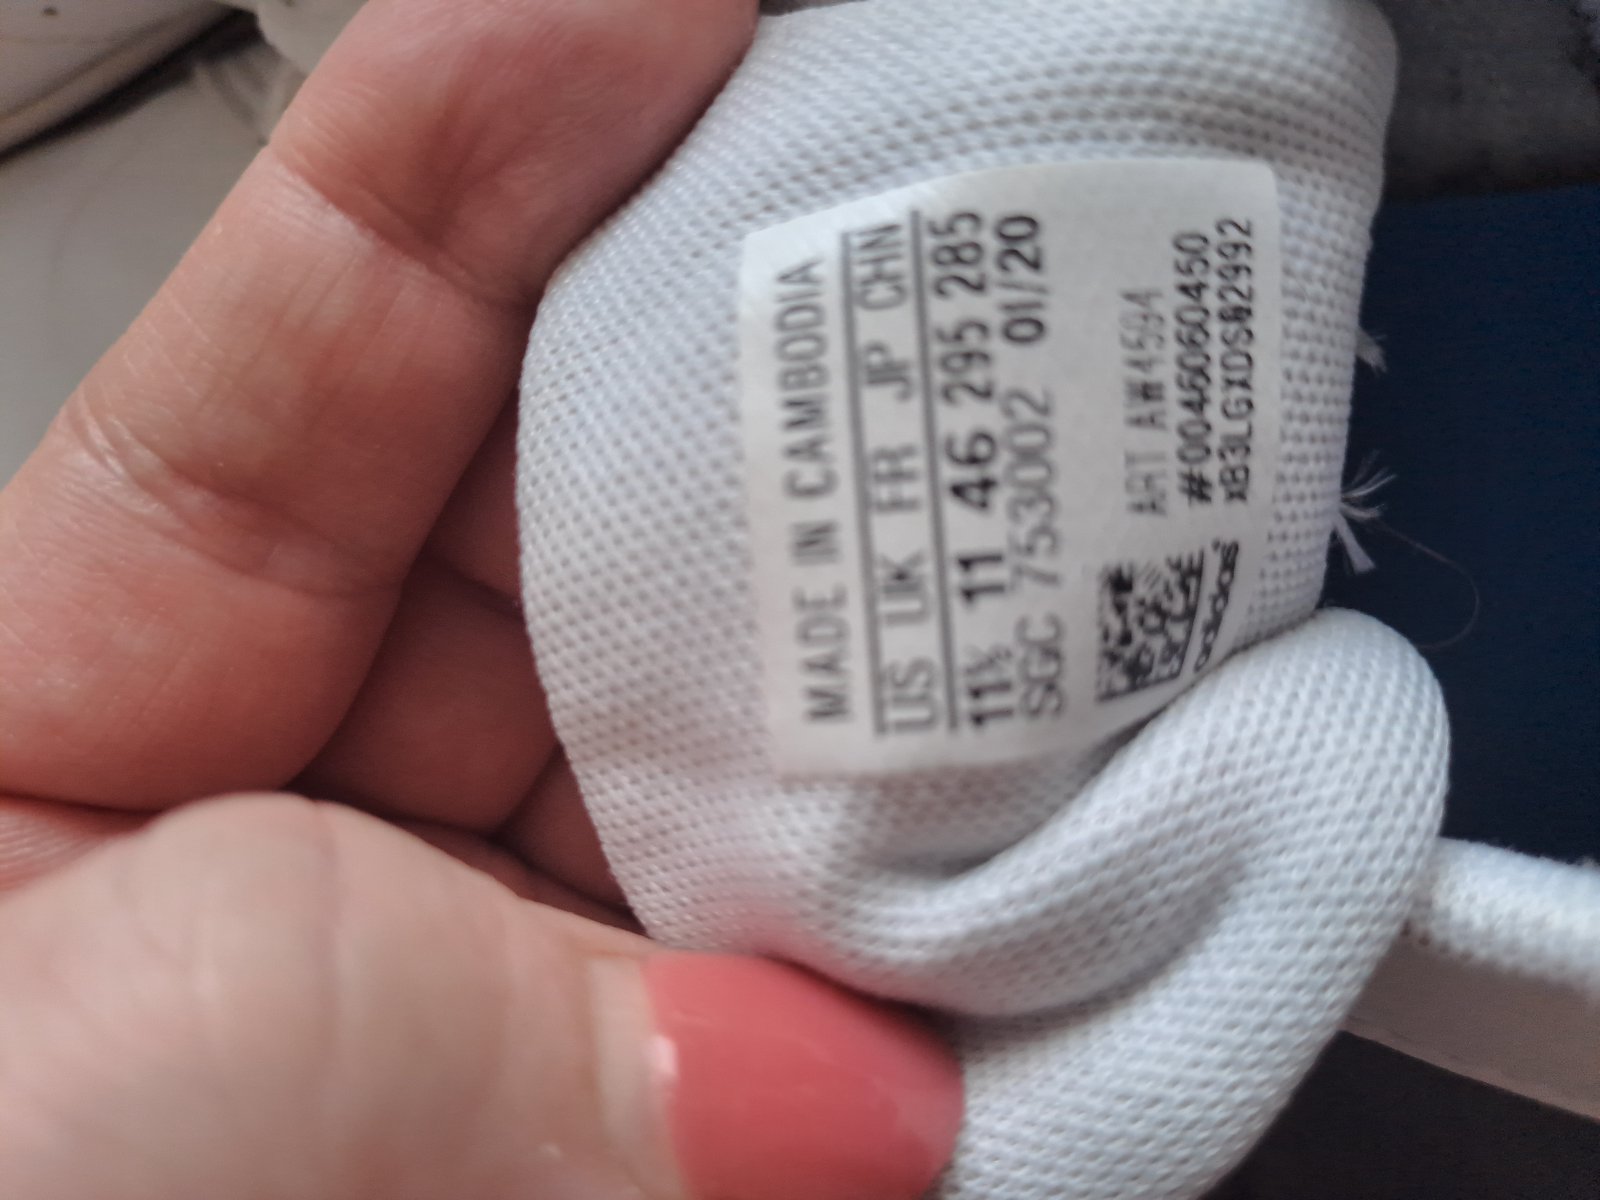 MADE IN CAMBODIA
US UK FR JP CHN
11½ 11 46 295 285
SGC 753002 01/20
ART AW4594
#0046060450
adidas